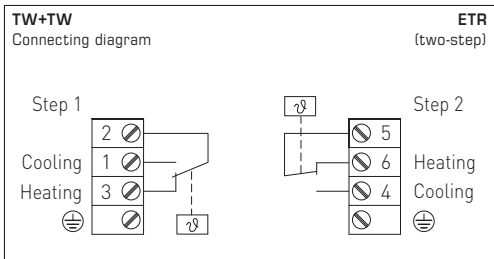 TW+TW ETR
Connecting diagram (two-step)
Step 1 ϑ Step 2
2 5
Cooling 1 6 Heating
Heating 3 4 Cooling
ϑ